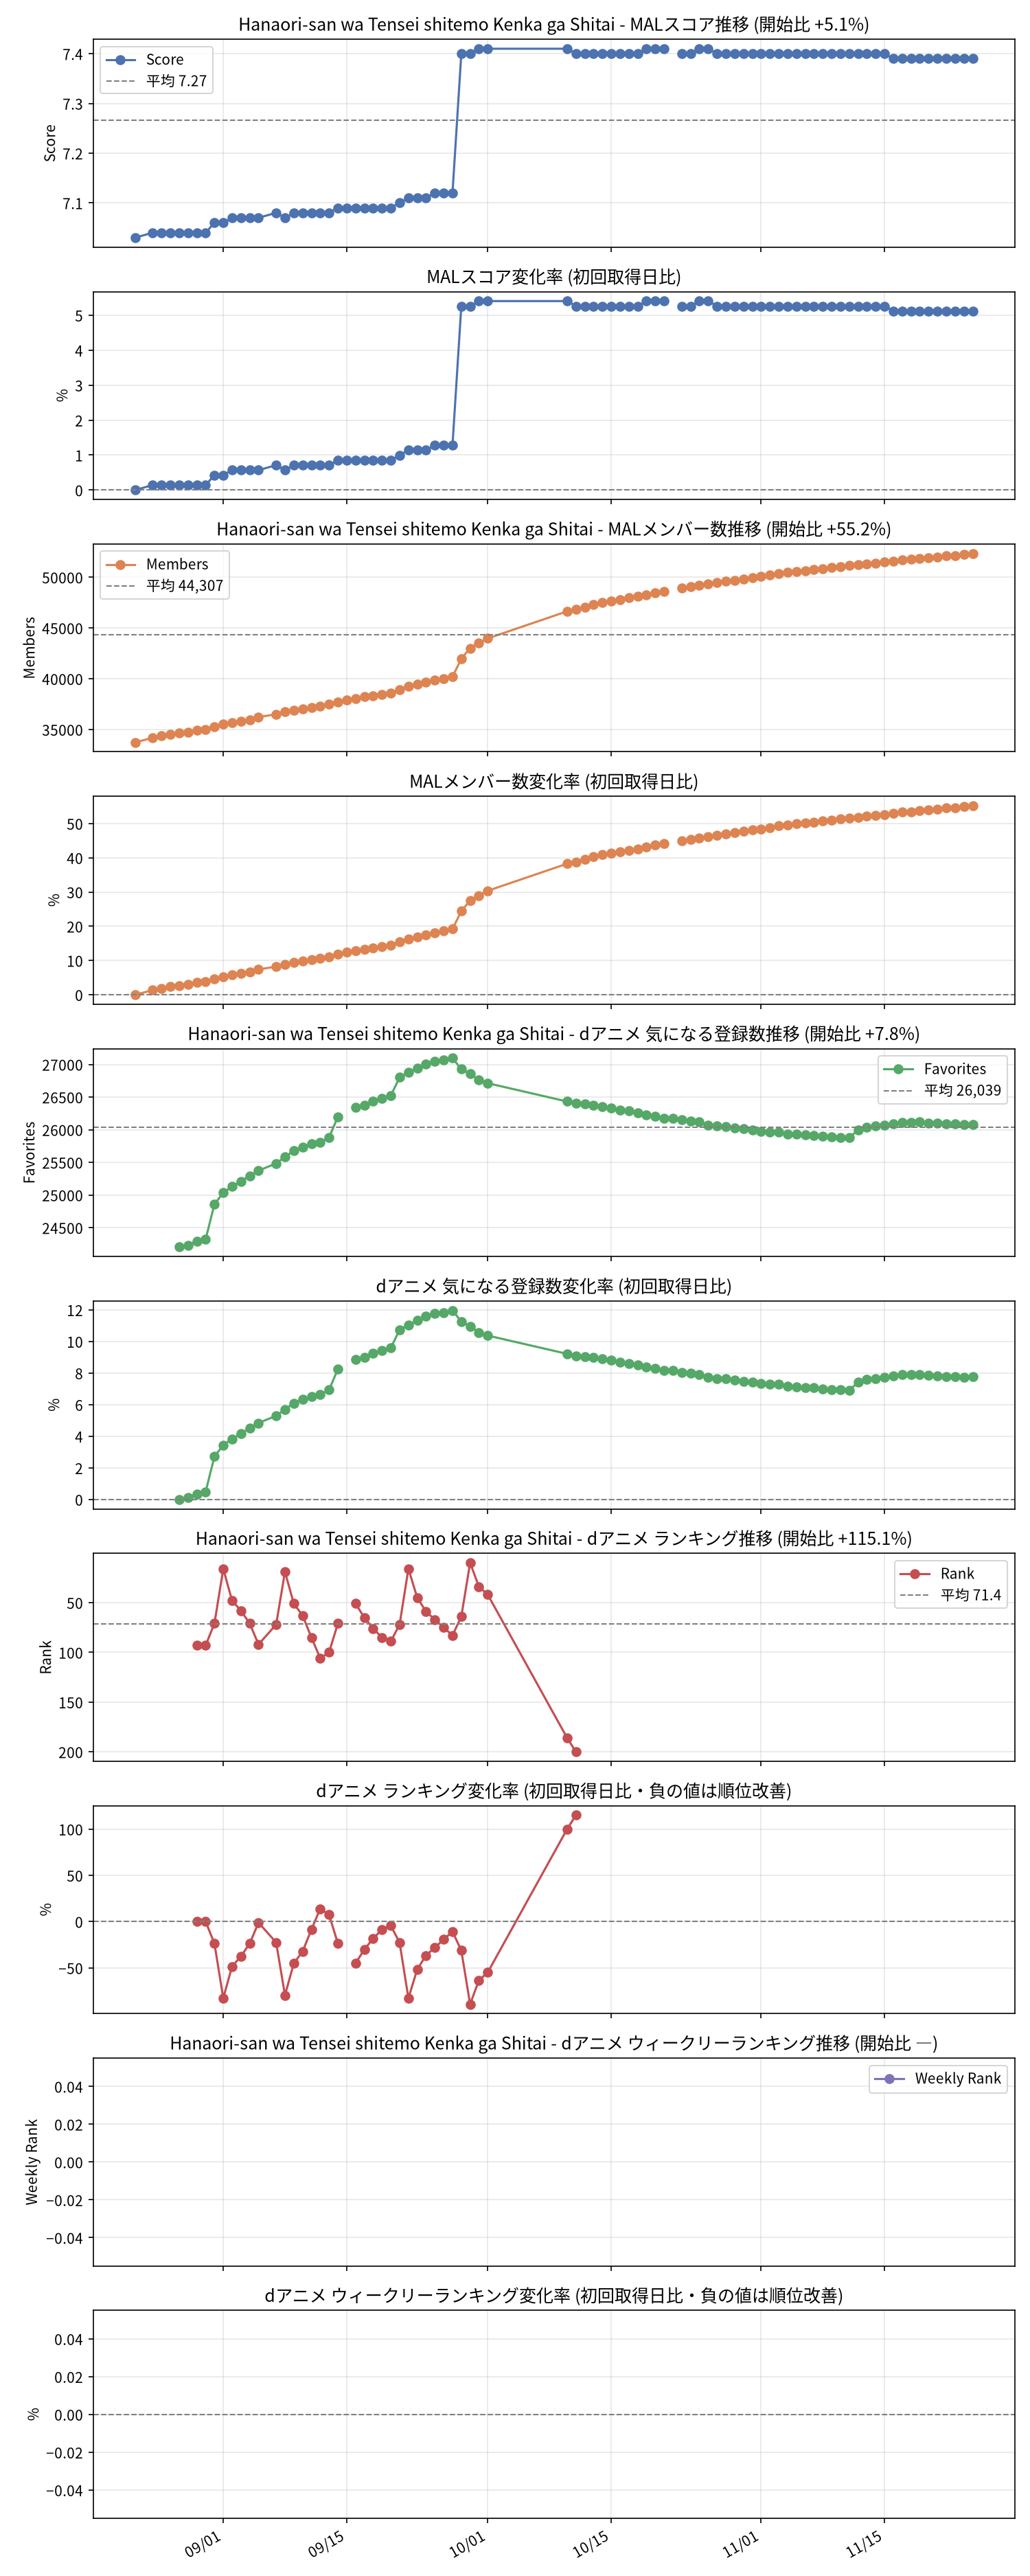 Hanaori-san wa Tensei shitemo Kenka ga Shitai - MALスコア推移 (開始比 +5.1%)
Score
平均 7.27
7.4
7.3
7.2
7.1
Score
MALスコア変化率 (初回取得日比)
5
4
3
2
1
0
%
Hanaori-san wa Tensei shitemo Kenka ga Shitai - MALメンバー数推移 (開始比 +55.2%)
Members
平均 44,307
50000
45000
40000
35000
Members
MALメンバー数変化率 (初回取得日比)
50
40
30
20
10
0
%
Hanaori-san wa Tensei shitemo Kenka ga Shitai - dアニメ 気になる登録数推移 (開始比 +7.8%)
Favorites
平均 26,039
27000
26500
26000
25500
25000
24500
Favorites
dアニメ 気になる登録数変化率 (初回取得日比)
12
10
8
6
4
2
0
%
Hanaori-san wa Tensei shitemo Kenka ga Shitai - dアニメ ランキング推移 (開始比 +115.1%)
Rank
平均 71.4
50
100
150
200
Rank
dアニメ ランキング変化率 (初回取得日比・負の値は順位改善)
100
50
0
−50
%
Hanaori-san wa Tensei shitemo Kenka ga Shitai - dアニメ ウィークリーランキング推移 (開始比 —)
Weekly Rank
0.04
0.02
0.00
−0.02
−0.04
Weekly Rank
dアニメ ウィークリーランキング変化率 (初回取得日比・負の値は順位改善)
0.04
0.02
0.00
−0.02
−0.04
%
09/01
09/15
10/01
10/15
11/01
11/15